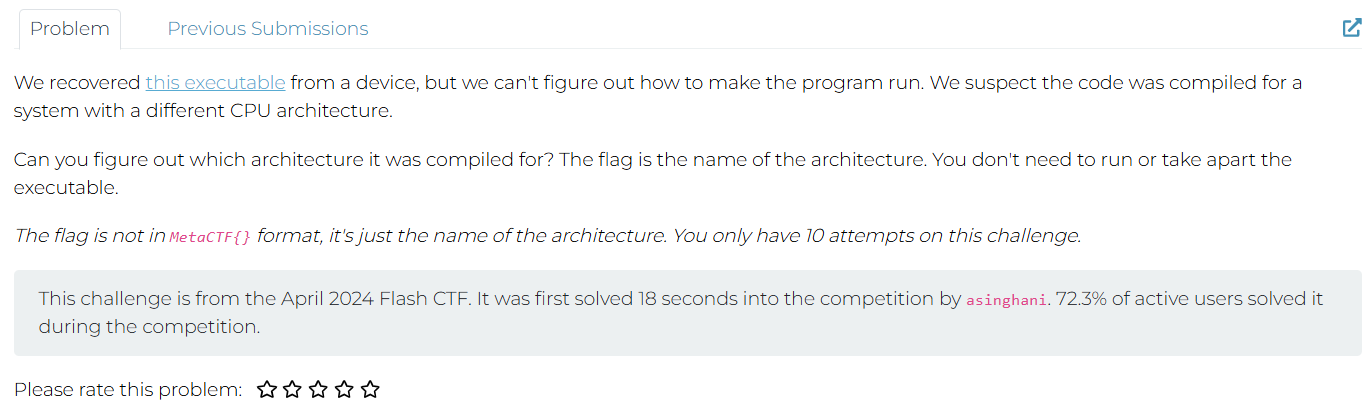 Problem
Previous Submissions
We recovered this executable from a device, but we can't figure out how to make the program run. We suspect the code was compiled for a
system with a different CPU architecture.
Can you figure out which architecture it was compiled for? The flag is the name of the architecture. You don't need to run or take apart the
executable.
The flag is not in MetaCTF{} format, it's just the name of the architecture. You only have 10 attempts on this challenge.
This challenge is from the April 2024 Flash CTF. It was first solved 18 seconds into the competition by asinghani. 72.3% of active users solved it
during the competition.
Please rate this problem: